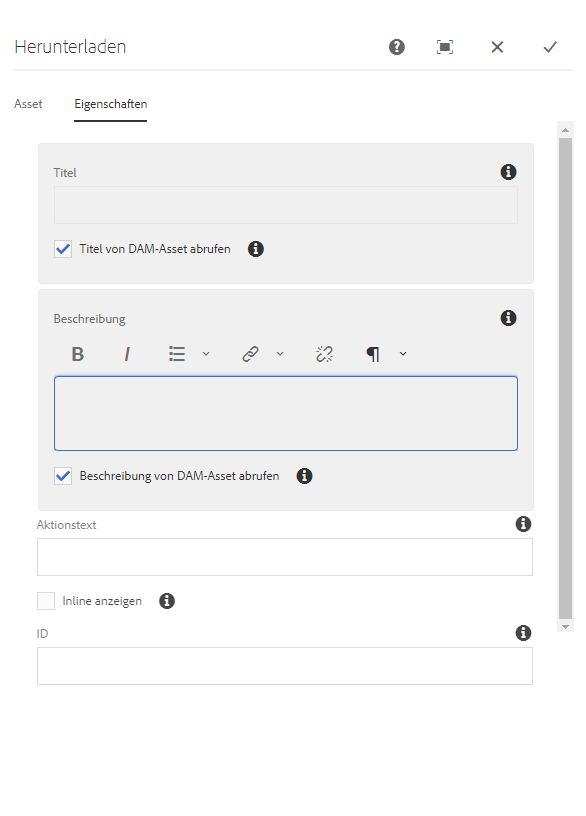 Herunterladen
Asset
Eigenschaften
Titel
Titel von DAM-Asset abrufen
Beschreibung
B I ¶
Beschreibung von DAM-Asset abrufen
Aktionstext
Inline anzeigen
ID